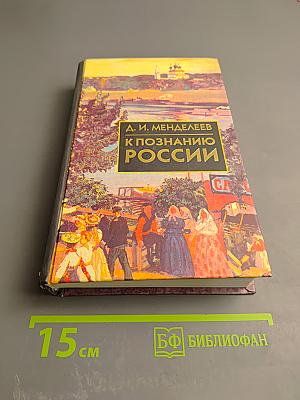 Д. И. МЕНДЕЛЕЕВ
К ПОЗНАНИЮ
РОССИИ
15 см
БФ БИБЛИОФАН